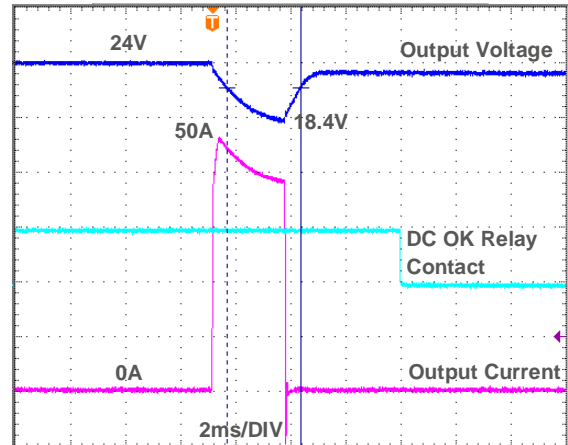 T
24V
Output Voltage
18.4V
50A
DC OK Relay
Contact
0A
Output Current
2ms/DIV